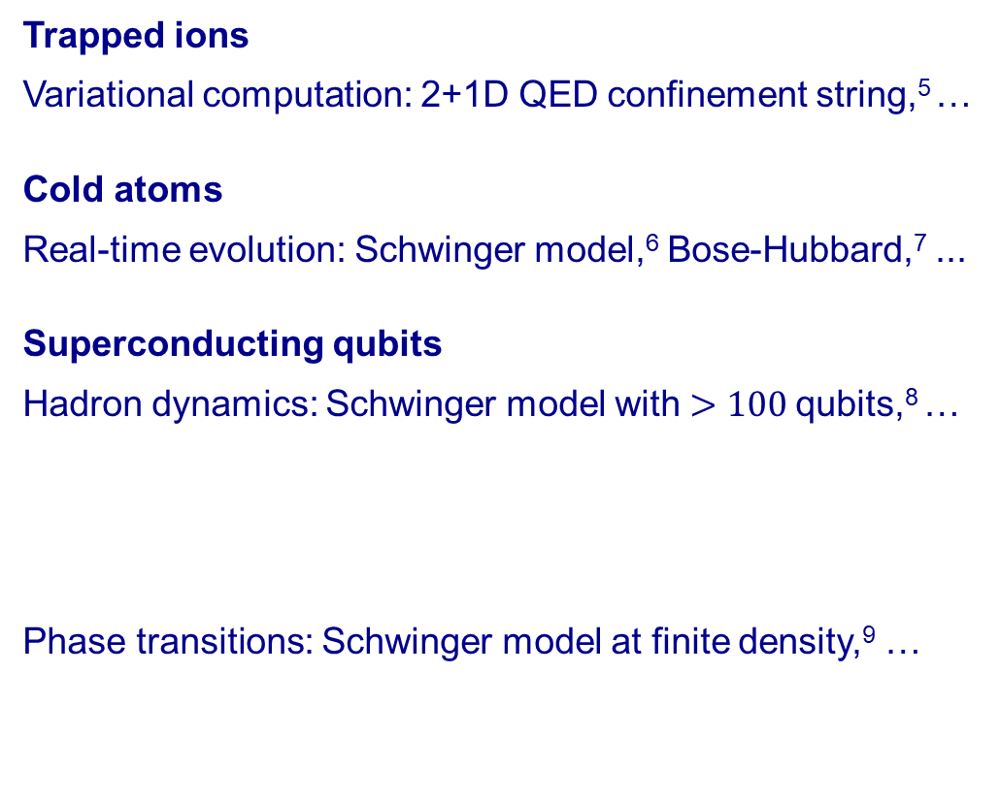 Trapped ions
Variational computation: 2+1D QED confinement string,⁵ …
Cold atoms
Real-time evolution: Schwinger model,⁶ Bose-Hubbard,⁷ ...
Superconducting qubits
Hadron dynamics: Schwinger model with > 100 qubits,⁸ …
Phase transitions: Schwinger model at finite density,⁹ …